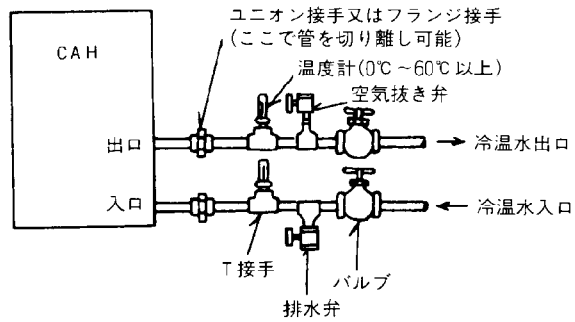 ユニオン接手又はフランジ接手
(ここで管を切り離し可能)
CAH
温度計(0℃～60℃以上)
空気抜き弁
出口
冷温水出口
入口
冷温水入口
T接手
バルブ
排水弁